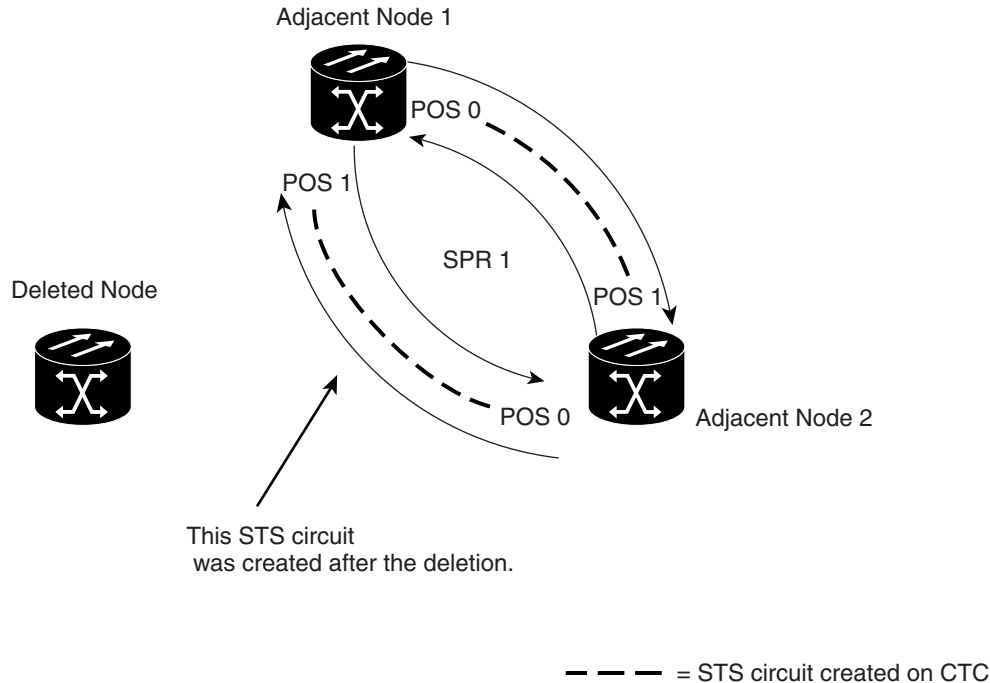 Adjacent Node 1
POS 0
POS 1
SPR 1
Deleted Node
POS 1
POS 0
Adjacent Node 2
This STS circuit
was created after the deletion.
= STS circuit created on CTC